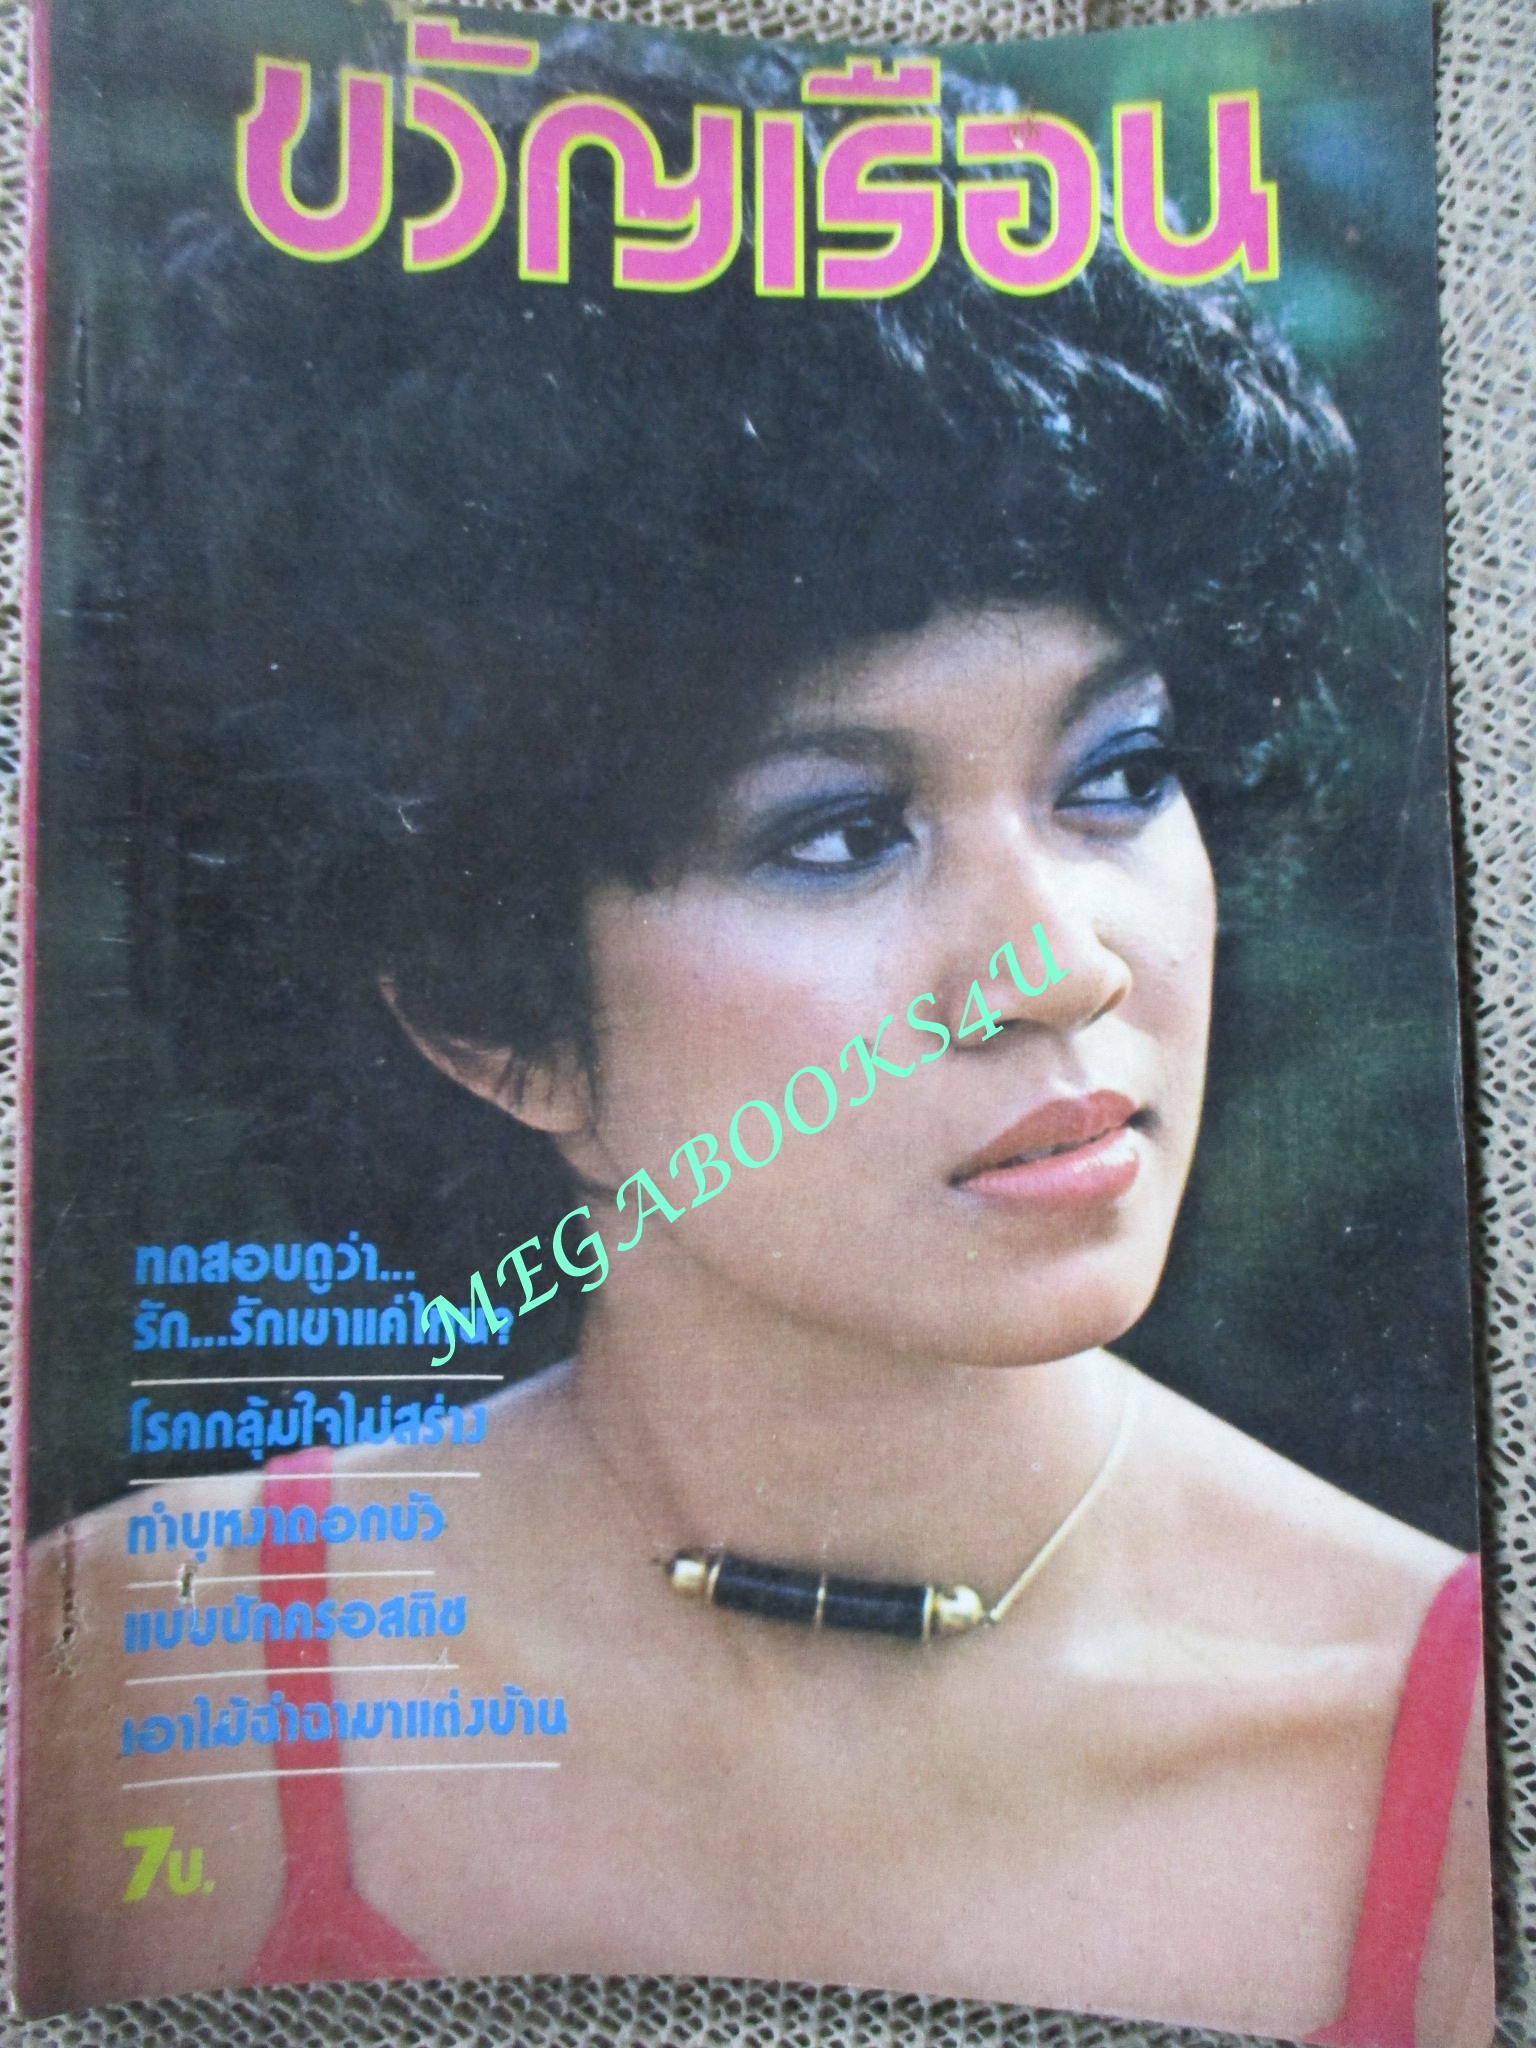 ขวัญเรือน
MEGABOOKS4U
ทดสอบดูว่า...
รัก...รักเขาแค่ไหน?
โรคกลุ้มใจไม่สร่าง
ทำบุหงาดอกบัว
แบบปักครอสติช
เอาไม้ฉำฉามาแต่งบ้าน
7บ.